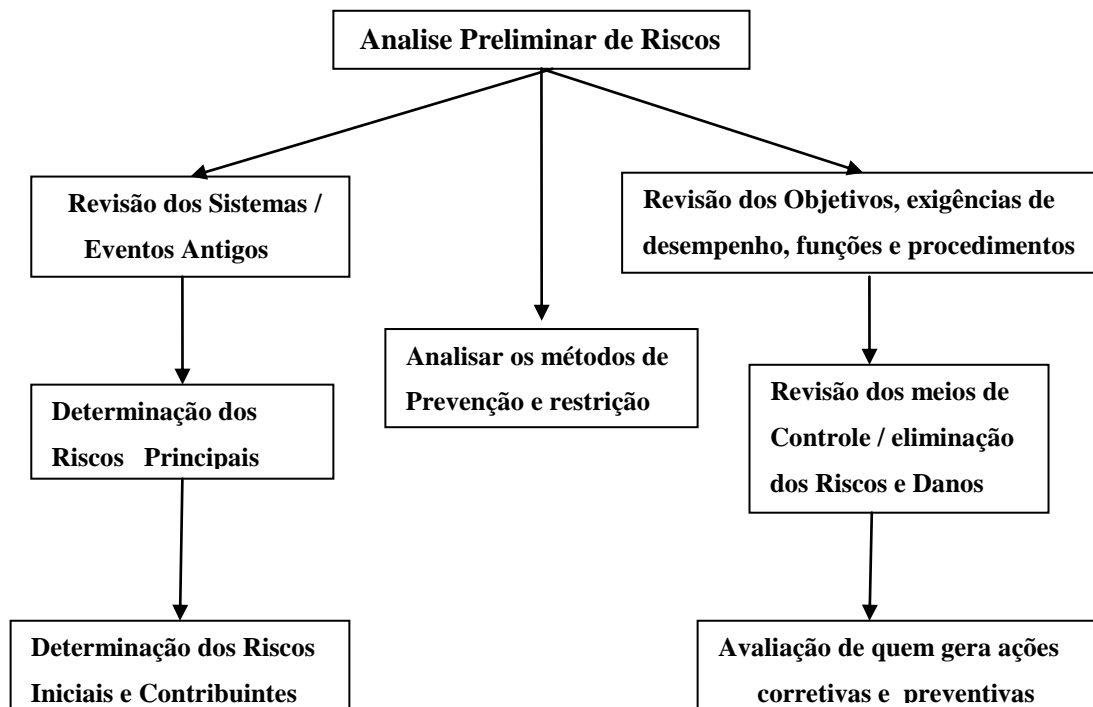 Analise Preliminar de Riscos
Revisão dos Sistemas /
Eventos Antigos
Revisão dos Objetivos, exigências de
desempenho, funções e procedimentos
Analisar os métodos de
Prevenção e restrição
Determinação dos
Riscos Principais
Revisão dos meios de
Controle / eliminação
dos Riscos e Danos
Determinação dos Riscos
Iniciais e Contribuintes
Avaliação de quem gera ações
corretivas e preventivas